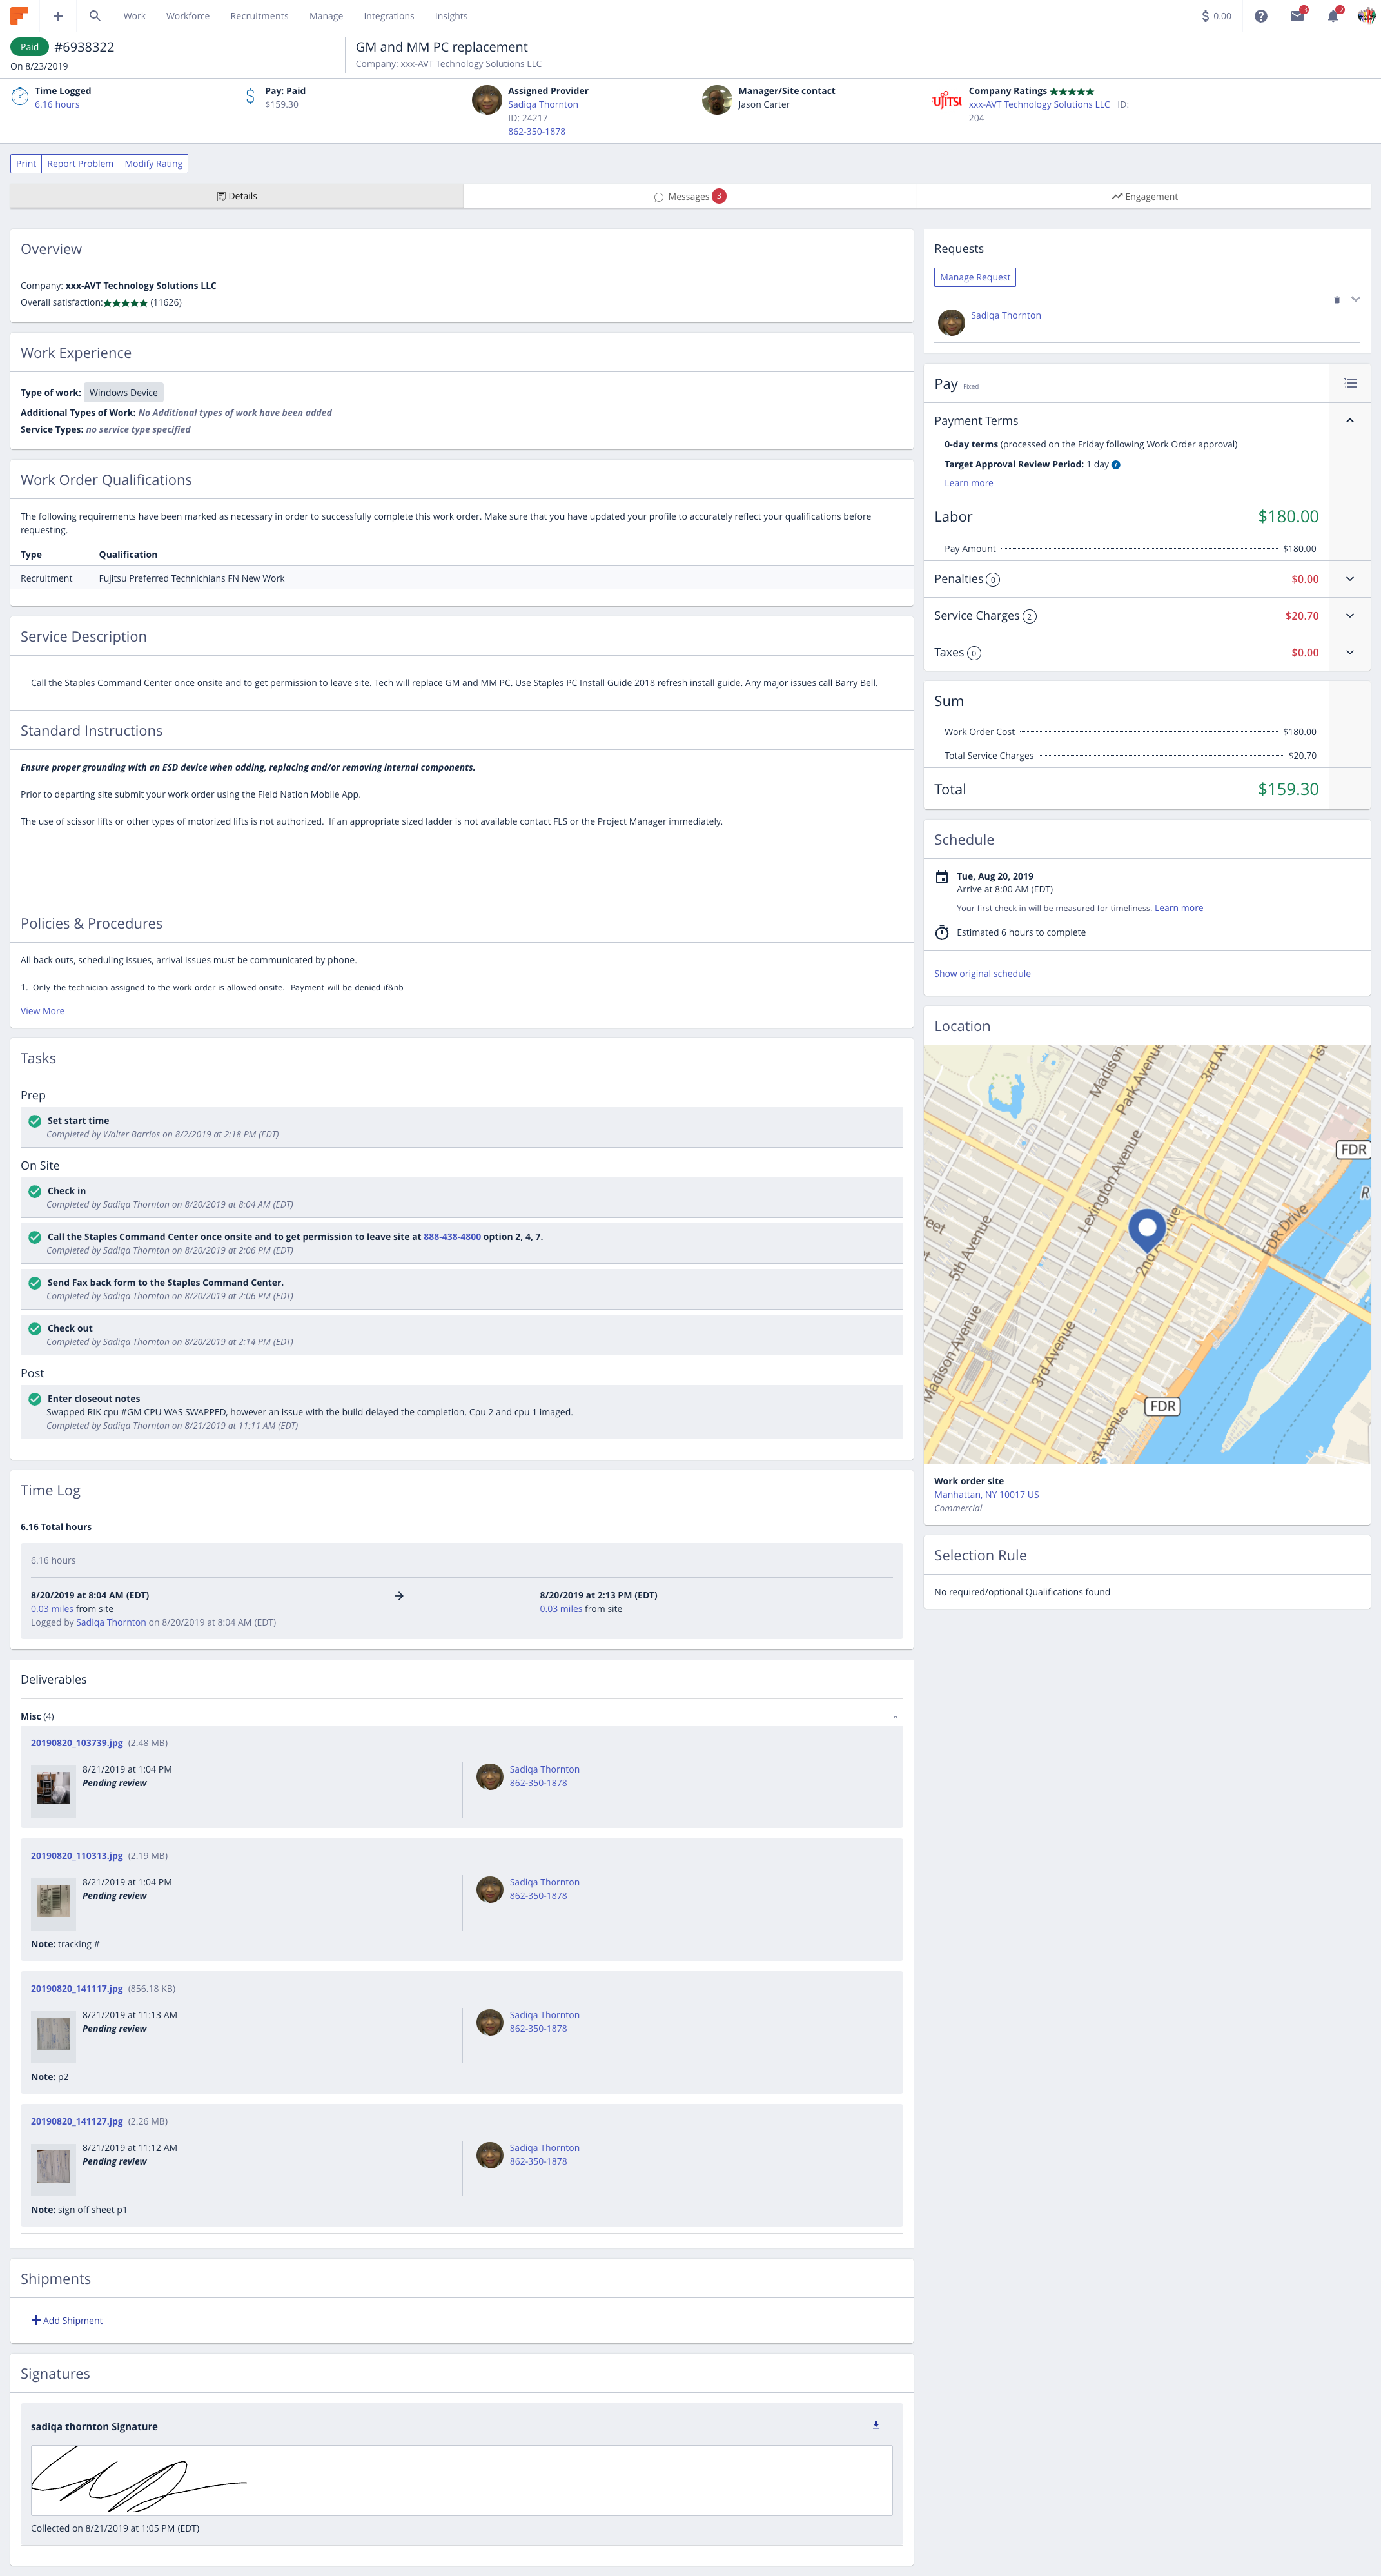 Work Workforce Recruitments Manage Integrations Insights
$ 0.00
13
12
Paid #6938322
On 8/23/2019
GM and MM PC replacement
Company: xxx-AVT Technology Solutions LLC
Time Logged
6.16 hours
Pay: Paid
$159.30
Assigned Provider
Sadiqa Thornton
ID: 24217
862-350-1878
Manager/Site contact
Jason Carter
Company Ratings ★★★★★
xxx-AVT Technology Solutions LLC ID:
204
Print Report Problem Modify Rating
Details
Messages 3
Engagement
Overview
Company: xxx-AVT Technology Solutions LLC
Overall satisfaction:★★★★★ (11626)
Work Experience
Type of work: Windows Device
Additional Types of Work: No Additional types of work have been added
Service Types: no service type specified
Work Order Qualifications
The following requirements have been marked as necessary in order to successfully complete this work order. Make sure that you have updated your profile to accurately reflect your qualifications before
requesting.
Type Qualification
Recruitment Fujitsu Preferred Technichians FN New Work
Service Description
Call the Staples Command Center once onsite and to get permission to leave site. Tech will replace GM and MM PC. Use Staples PC Install Guide 2018 refresh install guide. Any major issues call Barry Bell.
Standard Instructions
Ensure proper grounding with an ESD device when adding, replacing and/or removing internal components.
Prior to departing site submit your work order using the Field Nation Mobile App.
The use of scissor lifts or other types of motorized lifts is not authorized. If an appropriate sized ladder is not available contact FLS or the Project Manager immediately.
Policies & Procedures
All back outs, scheduling issues, arrival issues must be communicated by phone.
1. Only the technician assigned to the work order is allowed onsite. Payment will be denied if&nb
View More
Tasks
Prep
Set start time
Completed by Walter Barrios on 8/2/2019 at 2:18 PM (EDT)
On Site
Check in
Completed by Sadiqa Thornton on 8/20/2019 at 8:04 AM (EDT)
Call the Staples Command Center once onsite and to get permission to leave site at 888-438-4800 option 2, 4, 7.
Completed by Sadiqa Thornton on 8/20/2019 at 2:06 PM (EDT)
Send Fax back form to the Staples Command Center.
Completed by Sadiqa Thornton on 8/20/2019 at 2:06 PM (EDT)
Check out
Completed by Sadiqa Thornton on 8/20/2019 at 2:14 PM (EDT)
Post
Enter closeout notes
Swapped RIK cpu #GM CPU WAS SWAPPED, however an issue with the build delayed the completion. Cpu 2 and cpu 1 imaged.
Completed by Sadiqa Thornton on 8/21/2019 at 11:11 AM (EDT)
Time Log
6.16 Total hours
6.16 hours
8/20/2019 at 8:04 AM (EDT)
0.03 miles from site
Logged by Sadiqa Thornton on 8/20/2019 at 8:04 AM (EDT)
8/20/2019 at 2:13 PM (EDT)
0.03 miles from site
Deliverables
Misc (4)
20190820_103739.jpg (2.48 MB)
8/21/2019 at 1:04 PM
Pending review
Sadiqa Thornton
862-350-1878
20190820_110313.jpg (2.19 MB)
8/21/2019 at 1:04 PM
Pending review
Sadiqa Thornton
862-350-1878
Note: tracking #
20190820_141117.jpg (856.18 KB)
8/21/2019 at 11:13 AM
Pending review
Sadiqa Thornton
862-350-1878
Note: p2
20190820_141127.jpg (2.26 MB)
8/21/2019 at 11:12 AM
Pending review
Sadiqa Thornton
862-350-1878
Note: sign off sheet p1
Shipments
Add Shipment
Signatures
sadiqa thornton Signature
Collected on 8/21/2019 at 1:05 PM (EDT)
Requests
Manage Request
Sadiqa Thornton
Pay Fixed
Payment Terms
0-day terms (processed on the Friday following Work Order approval)
Target Approval Review Period: 1 day
Learn more
Labor $180.00
Pay Amount $180.00
Penalties 0 $0.00
Service Charges 2 $20.70
Taxes 0 $0.00
Sum
Work Order Cost $180.00
Total Service Charges $20.70
Total $159.30
Schedule
Tue, Aug 20, 2019
Arrive at 8:00 AM (EDT)
Your first check in will be measured for timeliness. Learn more
Estimated 6 hours to complete
Show original schedule
Location
Madison
Park Avenue
3rd Av
1st
FDR
Lexington Avenue
FDR Drive
5th Avenue
2nd
Madison Avenue
3rd Avenue
FDR
st Avenue
Work order site
Manhattan, NY 10017 US
Commercial
Selection Rule
No required/optional Qualifications found